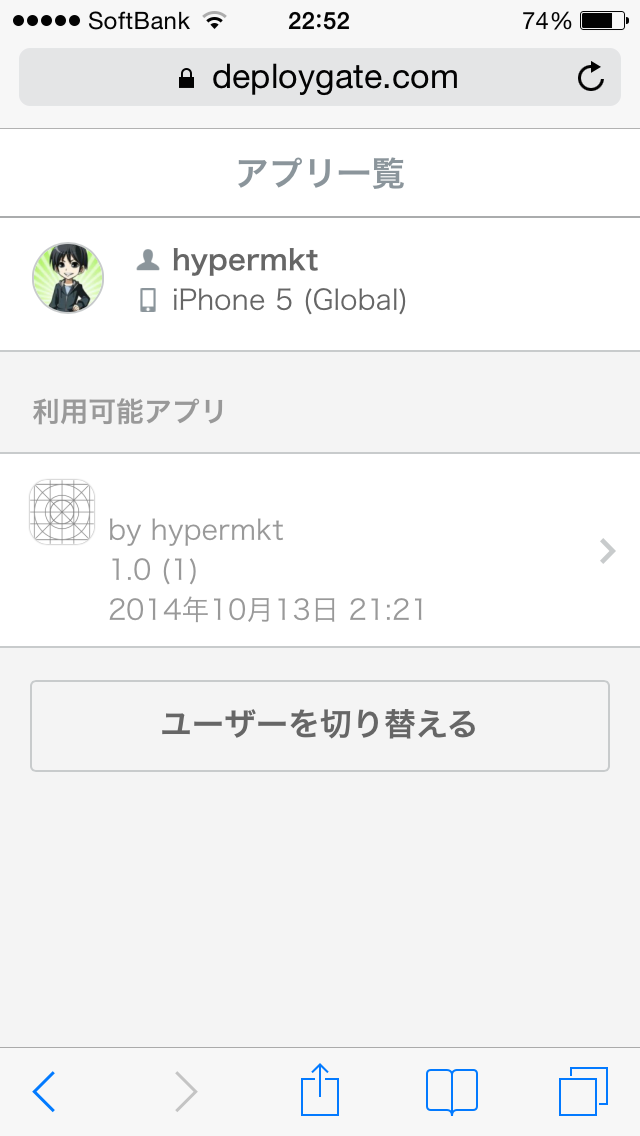 ●●●●● SoftBank 22:52 74%
deploygate.com
アプリ一覧
hypermkt
iPhone 5 (Global)
利用可能アプリ
by hypermkt
1.0 (1)
2014年10月13日 21:21
ユーザーを切り替える